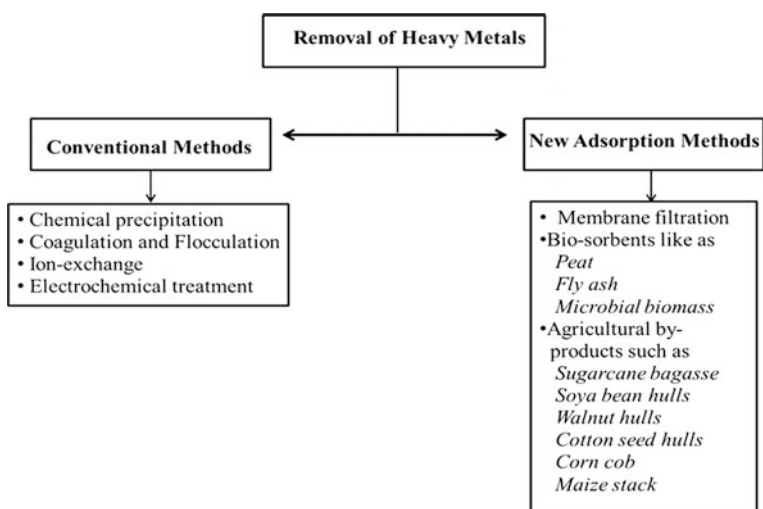 Removal of Heavy Metals
Conventional Methods
• Chemical precipitation
• Coagulation and Flocculation
• Ion-exchange
• Electrochemical treatment
New Adsorption Methods
• Membrane filtration
•Bio-sorbents like as
Peat
Fly ash
Microbial biomass
•Agricultural by-
products such as
Sugarcane bagasse
Soya bean hulls
Walnut hulls
Cotton seed hulls
Corn cob
Maize stack